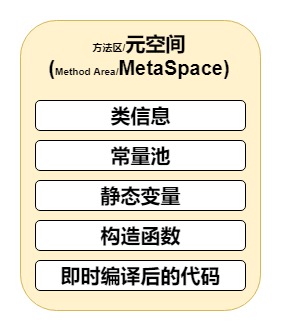 方法区/元空间
(Method Area/MetaSpace)
类信息
常量池
静态变量
构造函数
即时编译后的代码